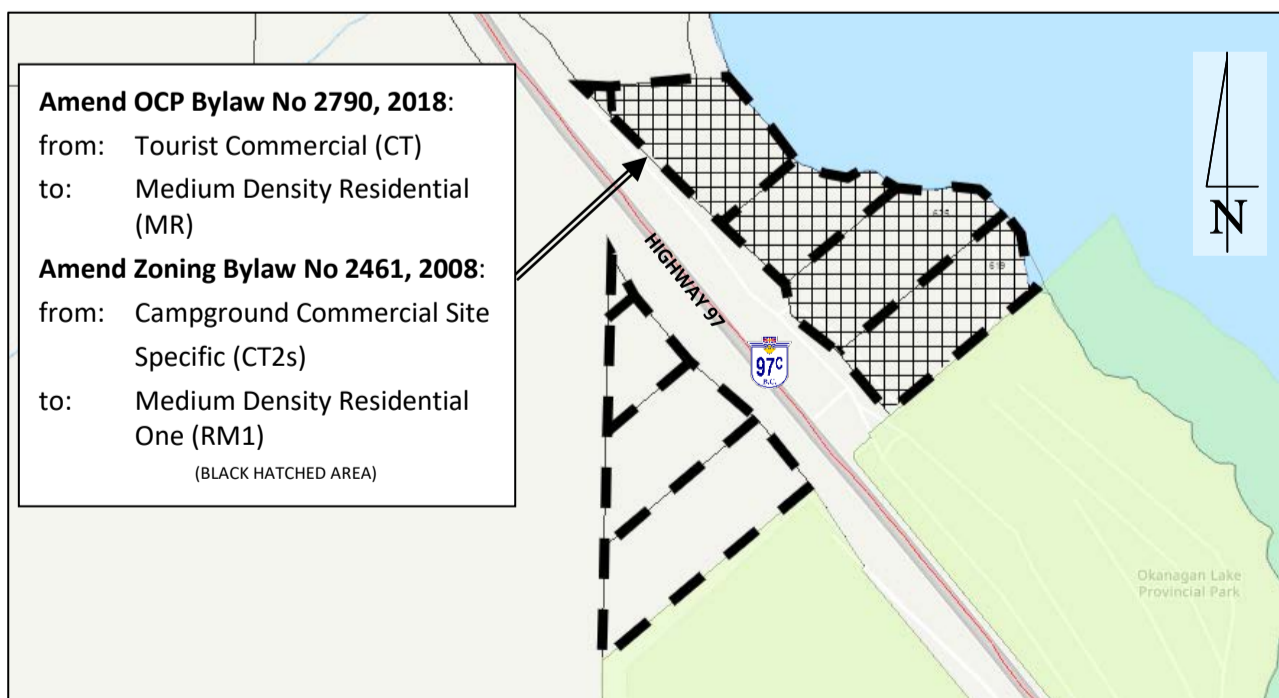 Amend OCP Bylaw No 2790, 2018:
from: Tourist Commercial (CT)
to: Medium Density Residential
(MR)
Amend Zoning Bylaw No 2461, 2008:
from: Campground Commercial Site
Specific (CT2s)
to: Medium Density Residential
One (RM1)
(BLACK HATCHED AREA)
N
625
619
HIGHWAY 97
97C
B.C.
Okanagan Lake
Provincial Park